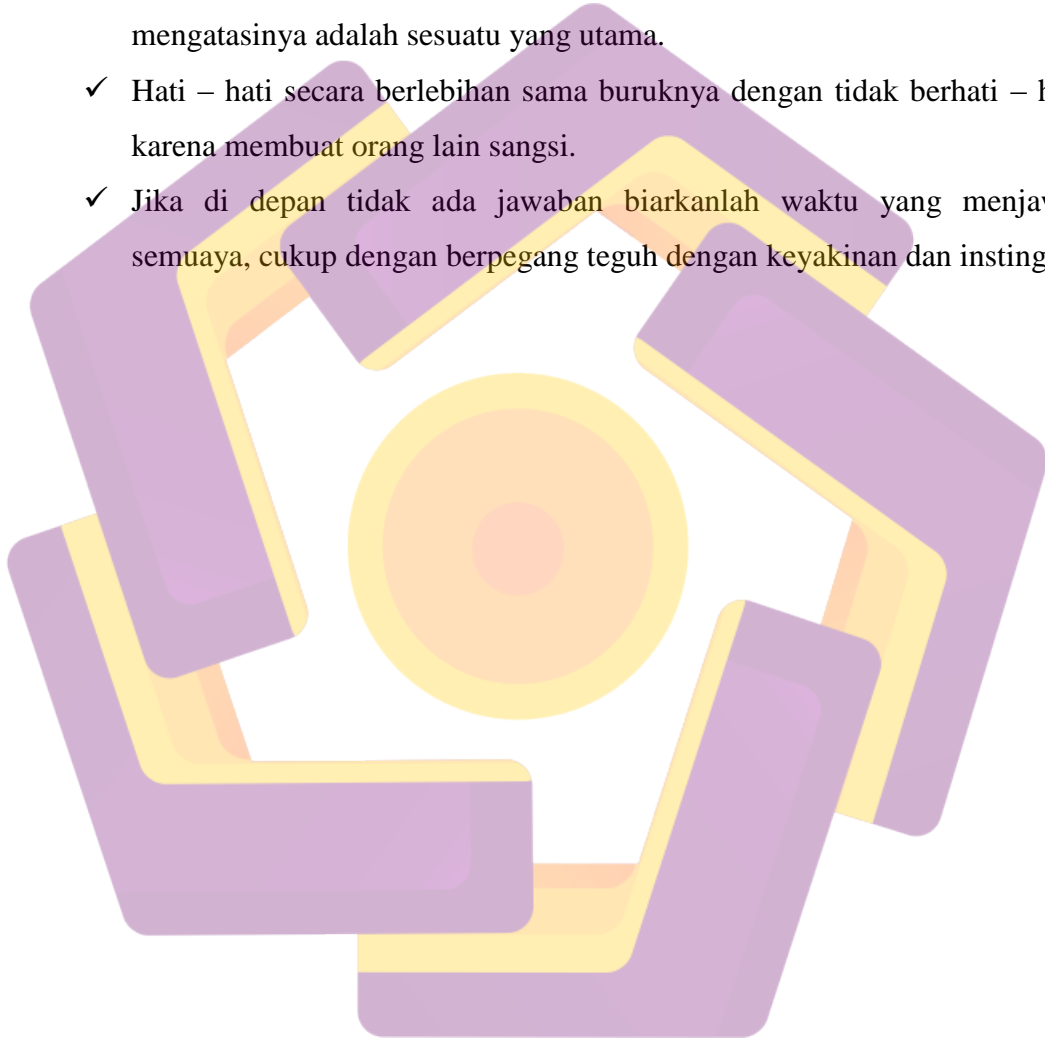 mengatasinya adalah sesuatu yang utama.
✓ Hati – hati secara berlebihan sama buruknya dengan tidak berhati –
karena membuat orang lain sangsi.
✓ Jika di depan tidak ada jawaban biarkanlah waktu yang
semuaya, cukup dengan berpegang teguh dengan keyakinan dan insting